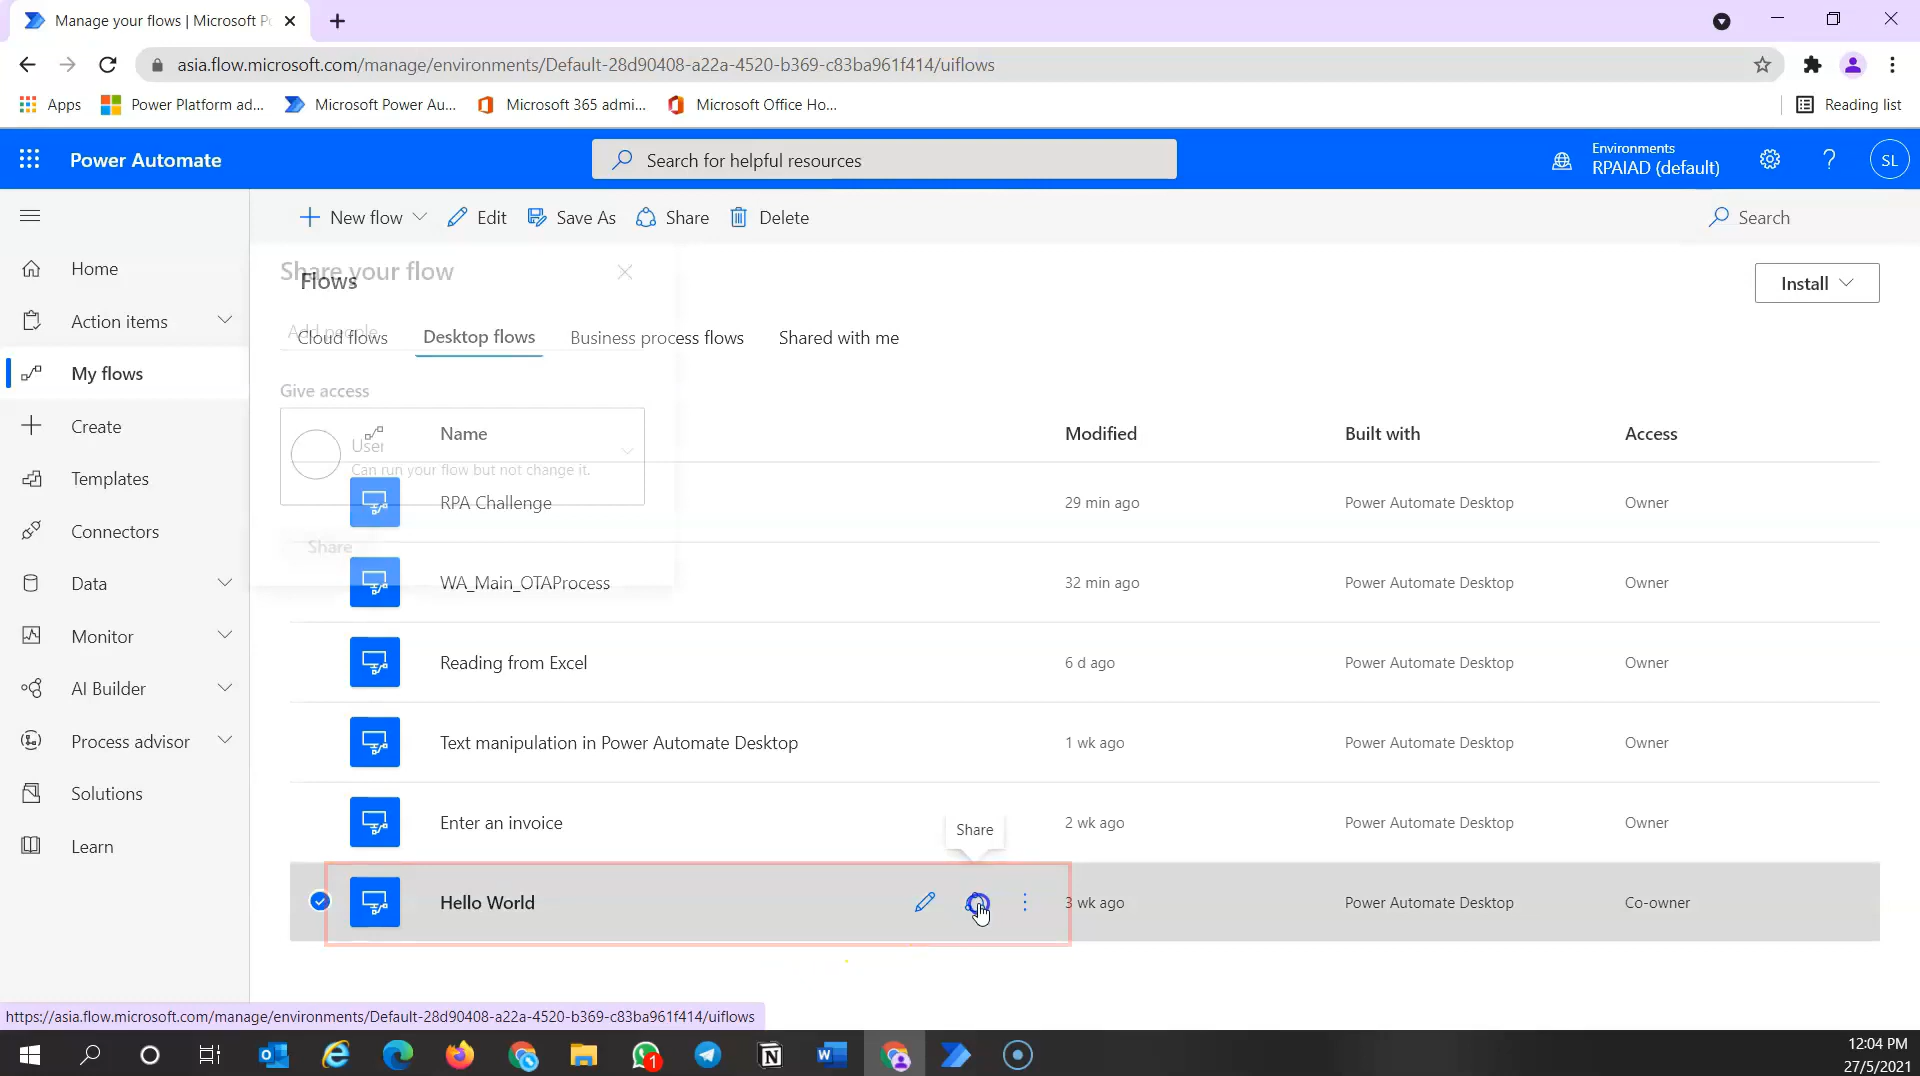 Manage your flows | Microsoft P
asia.flow.microsoft.com/manage/environments/Default-28d90408-a22a-4520-b369-c83ba961f414/uiflows
Apps
Power Platform ad...
Microsoft Power Au...
Microsoft 365 admi...
Microsoft Office Ho...
Reading list
Power Automate
Search for helpful resources
Environments
RPAIAD (default)
SL
New flow
Edit
Save As
Share
Delete
Search
Home
Action items
My flows
Create
Templates
Connectors
Data
Monitor
AI Builder
Process advisor
Solutions
Learn
Share your flow
Flows
Install
Add people
Cloud flows
Desktop flows
Business process flows
Shared with me
Give access
User
Can run your flow but not change it.
Share
Name
Modified
Built with
Access
RPA Challenge
29 min ago
Power Automate Desktop
Owner
WA_Main_OTAProcess
32 min ago
Power Automate Desktop
Owner
Reading from Excel
6 d ago
Power Automate Desktop
Owner
Text manipulation in Power Automate Desktop
1 wk ago
Power Automate Desktop
Owner
Enter an invoice
2 wk ago
Power Automate Desktop
Owner
Share
Hello World
3 wk ago
Power Automate Desktop
Co-owner
https://asia.flow.microsoft.com/manage/environments/Default-28d90408-a22a-4520-b369-c83ba961f414/uiflows
1
12:04 PM
27/5/2021